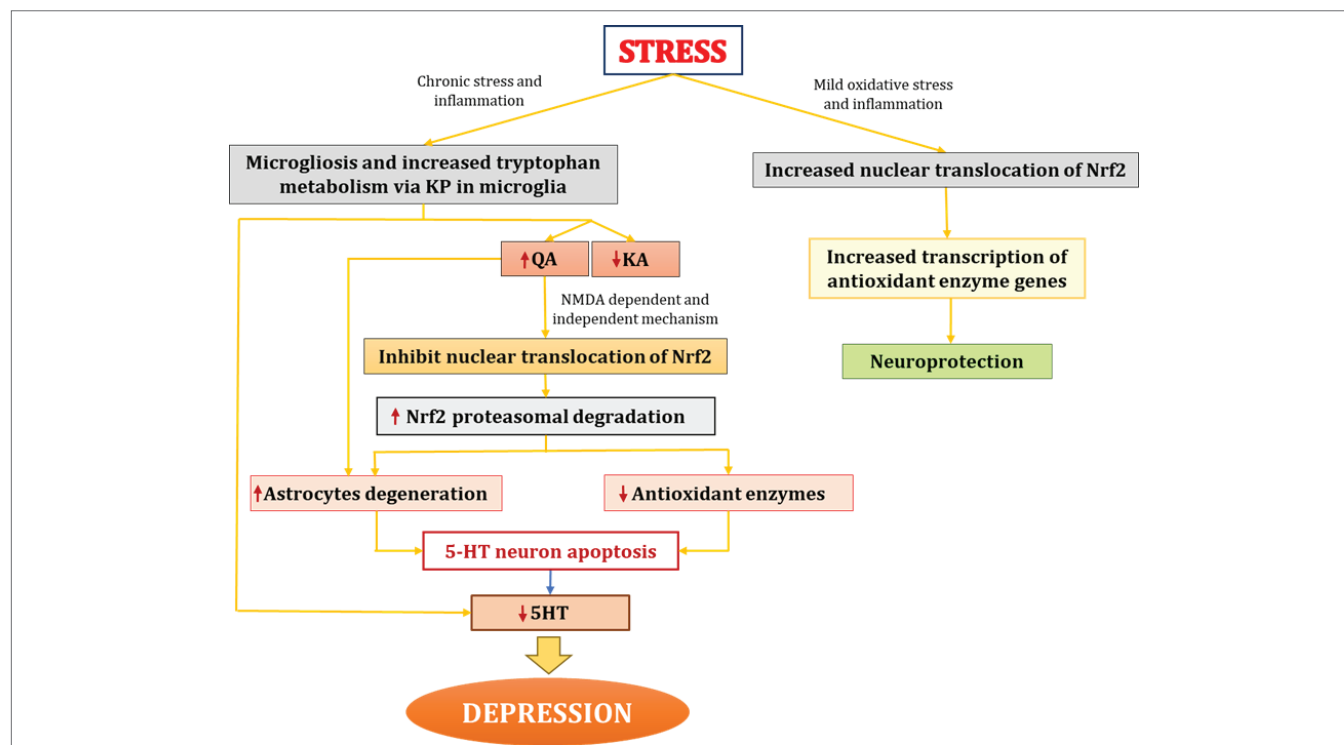 STRESS
Chronic stress and
inflammation
Mild oxidative stress
and inflammation
Microgliosis and increased tryptophan
metabolism via KP in microglia
Increased nuclear translocation of Nrf2
QA
KA
Increased transcription of
antioxidant enzyme genes
NMDA dependent and
independent mechanism
Inhibit nuclear translocation of Nrf2
Neuroprotection
Nrf2 proteasomal degradation
Astrocytes degeneration
Antioxidant enzymes
5-HT neuron apoptosis
5HT
DEPRESSION